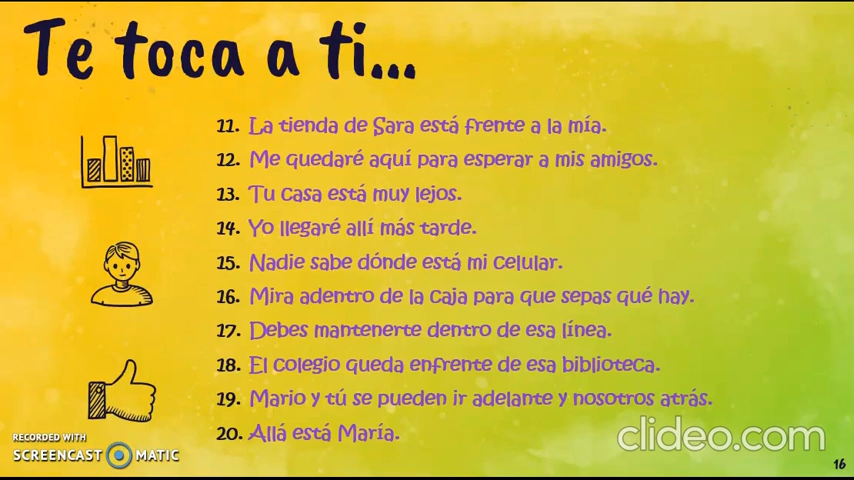 Te toca a ti...
11. La tienda de Sara está frente a la mía.
12. Me quedaré aquí para esperar a mis amigos.
13. Tu casa está muy lejos.
14. Yo llegaré allí más tarde.
15. Nadie sabe dónde está mi celular.
16. Mira adentro de la caja para que sepas qué hay.
17. Debes mantenerte dentro de esa línea.
18. El colegio queda enfrente de esa biblioteca.
19. Mario y tú se pueden ir adelante y nosotros atrás.
20. Allá está María.
RECORDED WITH
SCREENCAST MATIC
clideo.com
16